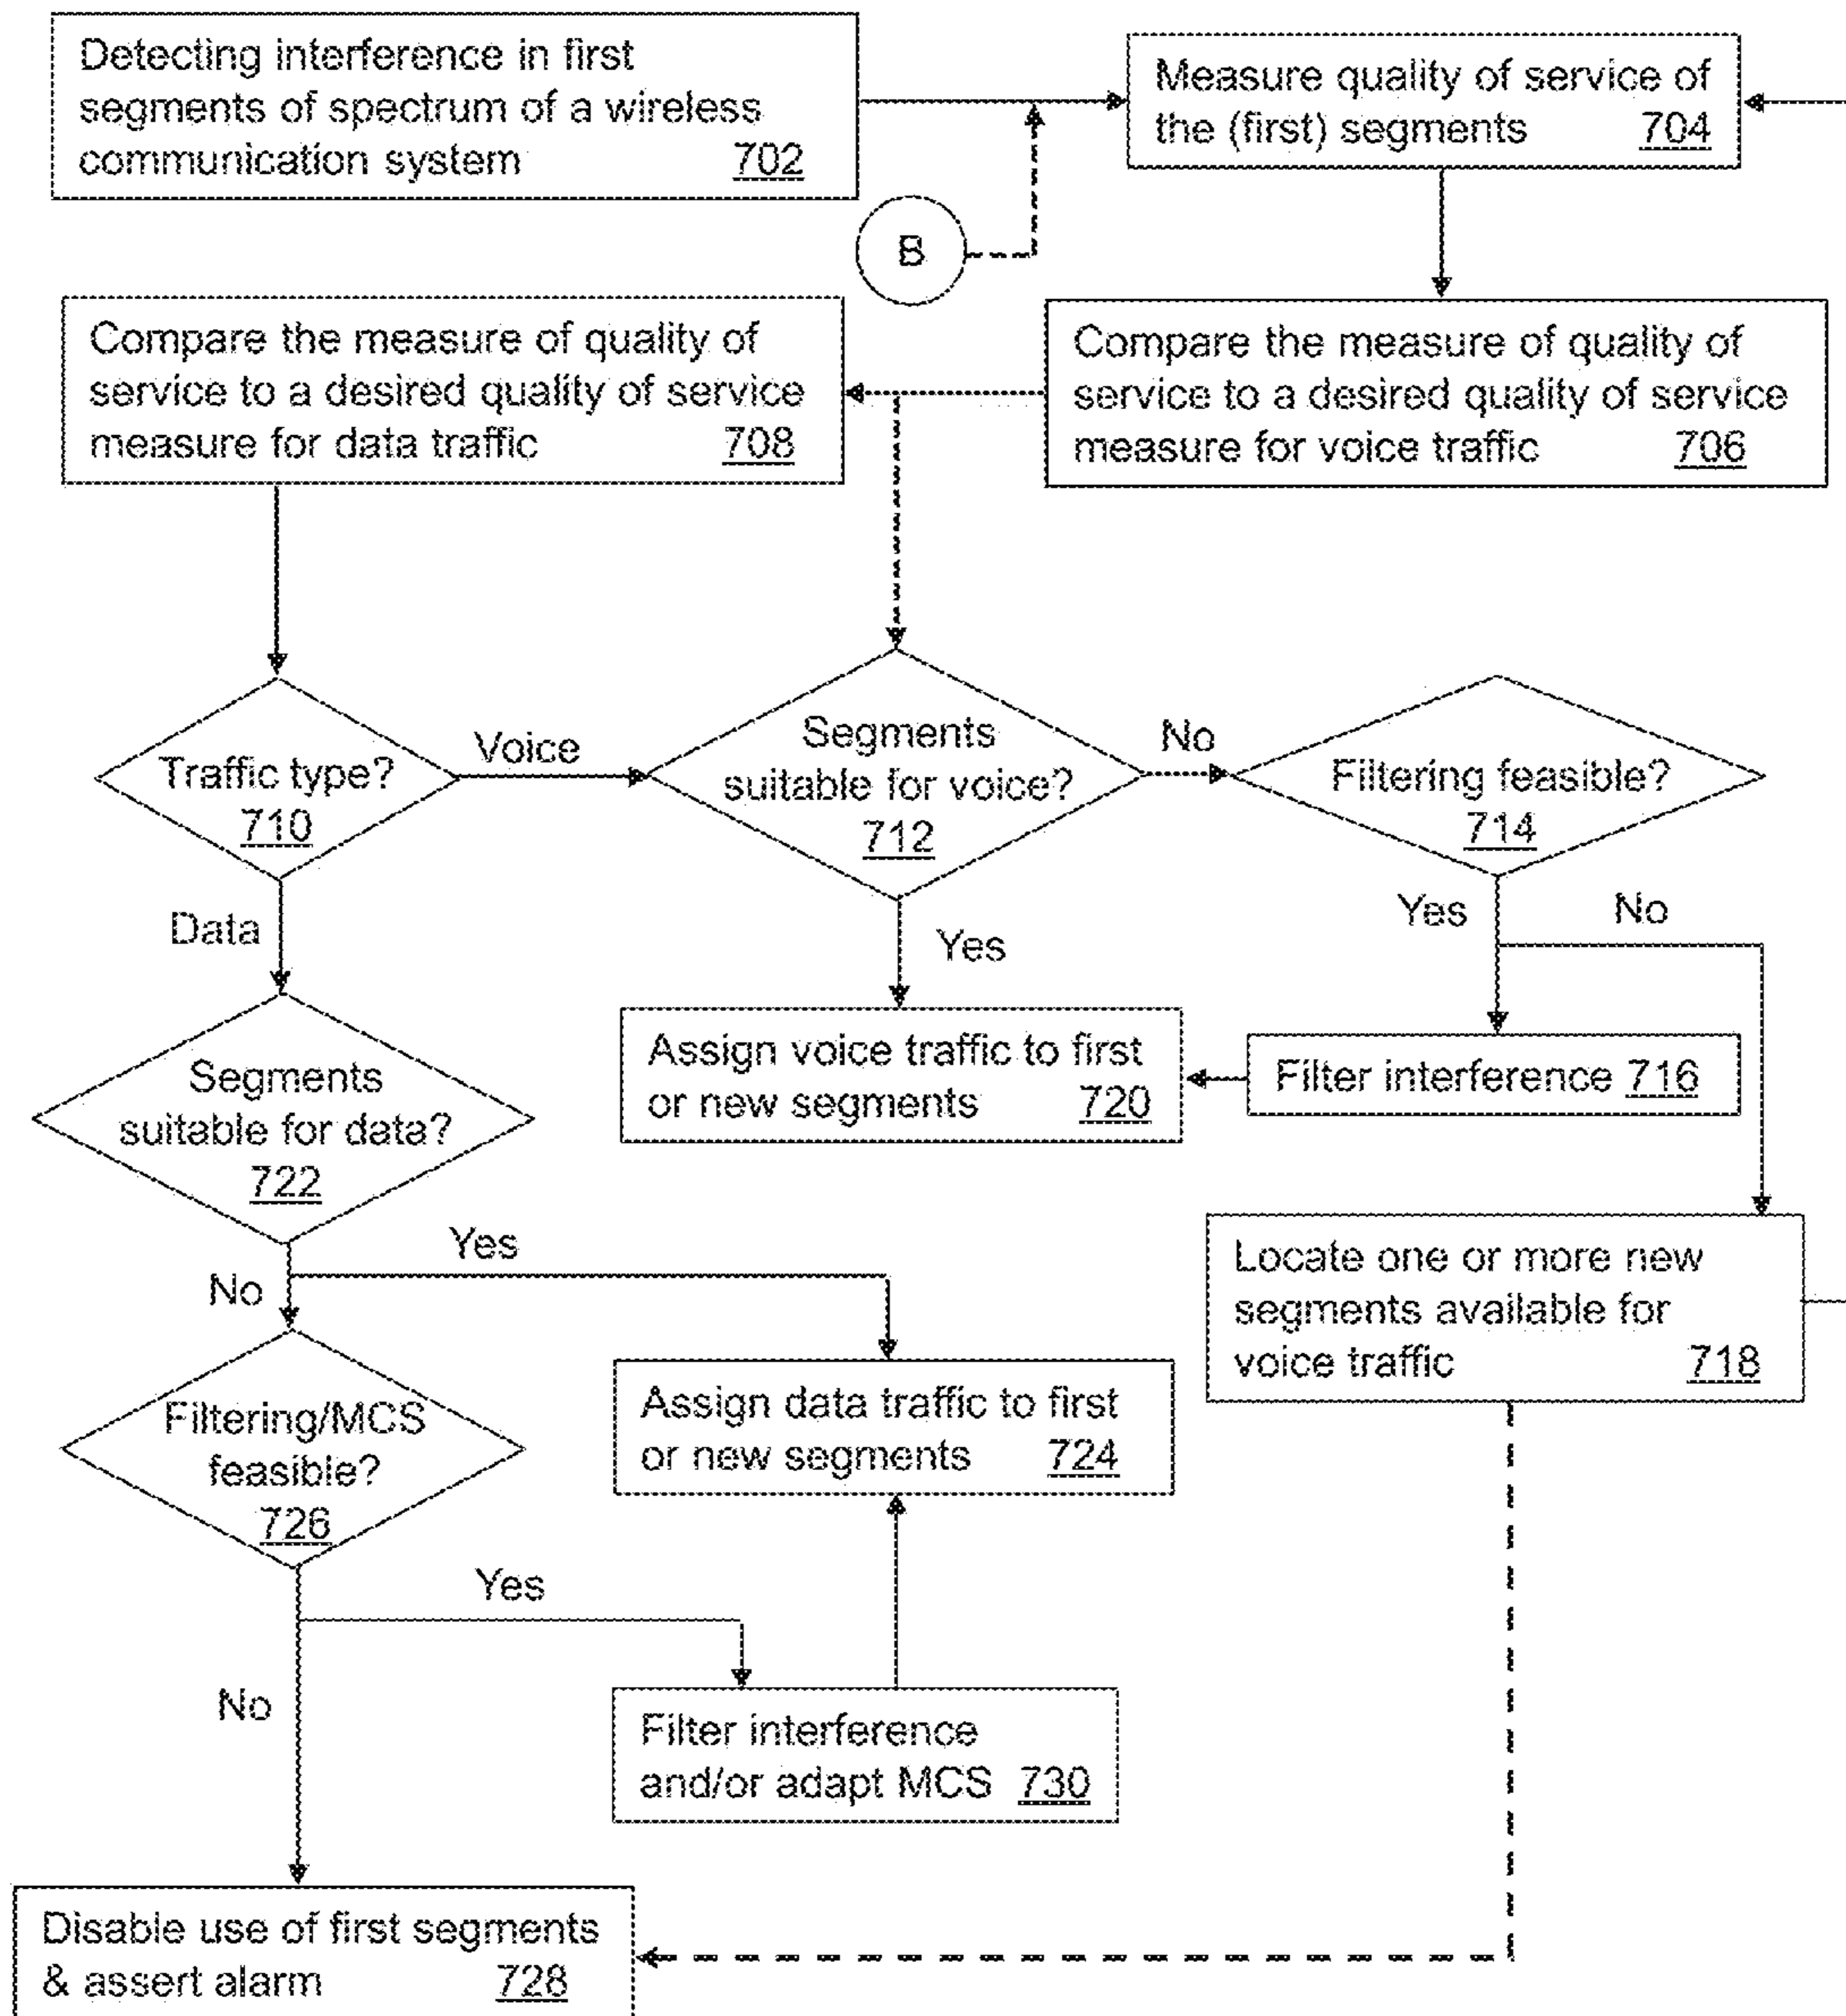 Detecting interference in first
segments of spectrum of a wireless
communication system 702
Measure quality of service of
the (first) segments 704
B
Compare the measure of quality of
service to a desired quality of service
measure for data traffic 708
Compare the measure of quality of
service to a desired quality of service
measure for voice traffic 706
Traffic type?
710
Voice
Segments
suitable for voice?
712
No
Filtering feasible?
714
Data
Yes
Yes
No
Segments
suitable for data?
722
Assign voice traffic to first
or new segments 720
Filter interference 716
Yes
No
Locate one or more new
segments available for
voice traffic 718
Filtering/MCS
feasible?
726
Assign data traffic to first
or new segments 724
Yes
No
Filter interference
and/or adapt MCS 730
Disable use of first segments
& assert alarm 728